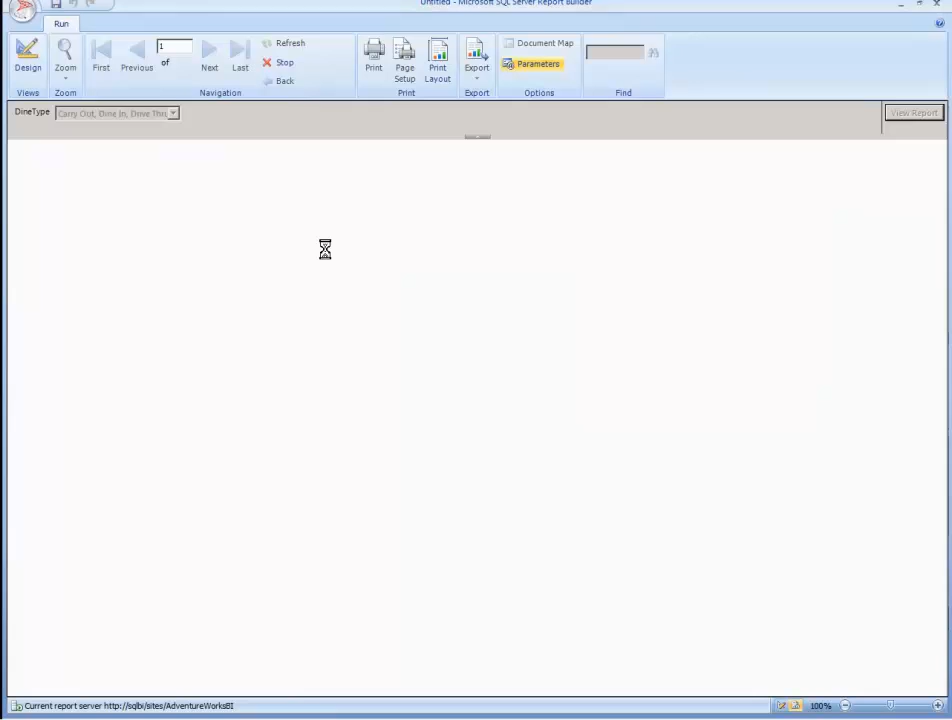 Untitled - Microsoft SQL Server Report Builder
Run
Design
Zoom
First
Previous
1
of
Next
Last
Refresh
Stop
Back
Print
Page Setup
Print Layout
Export
Document Map
Parameters
Views
Zoom
Navigation
Print
Export
Options
Find
DineType
Carry Out, Dine In, Drive Thru,
View Report
Current report server http://sqlbi/sites/AdventureWorksBI
100%